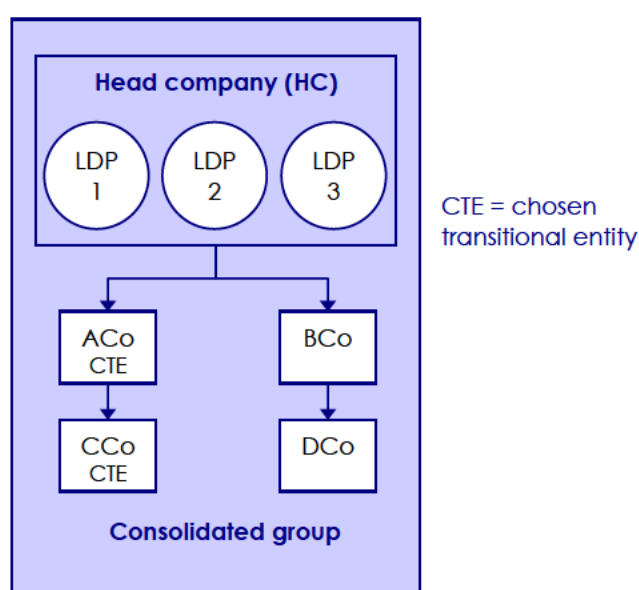 Head company (HC)
LDP
1
LDP
2
LDP
3
CTE = chosen
transitional entity
ACo
CTE
BCo
CCo
CTE
DCo
Consolidated group